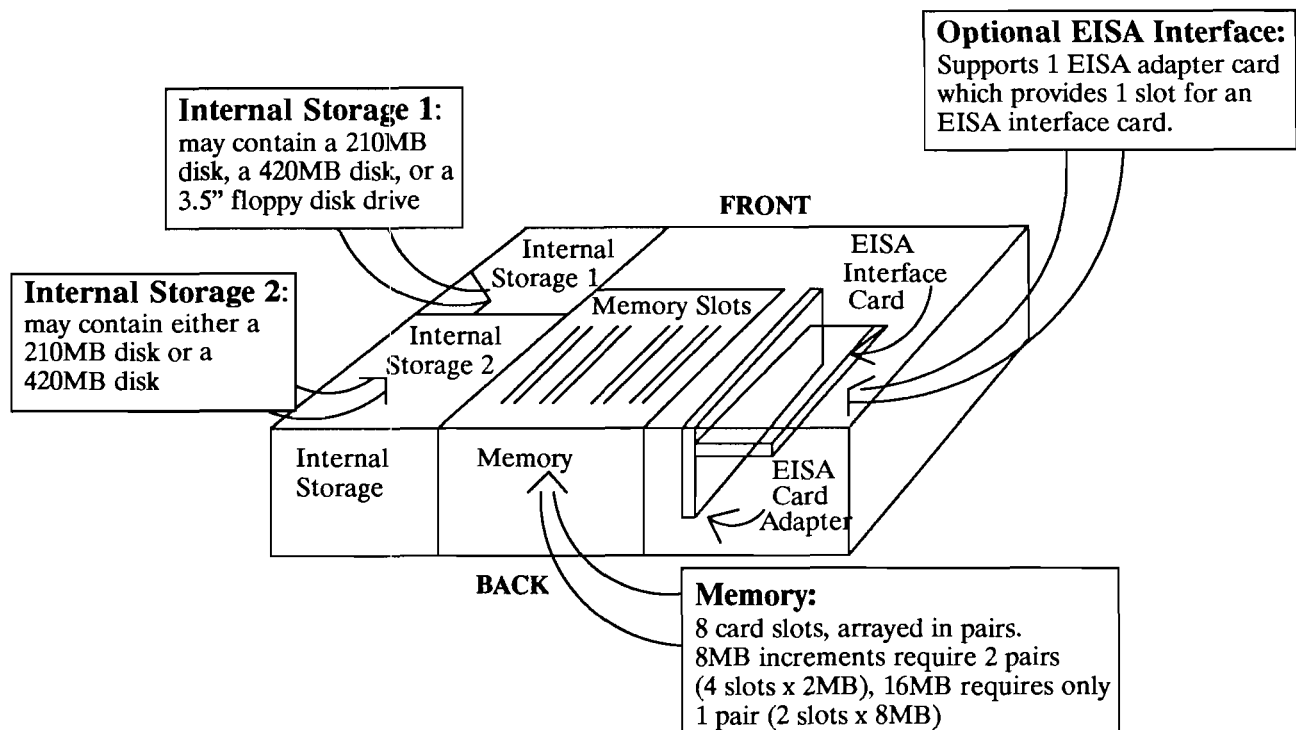 Optional EISA Interface:
Supports 1 EISA adapter card
which provides 1 slot for an
EISA interface card.
Internal Storage 1:
may contain a 210MB
disk, a 420MB disk, or a
3.5” floppy disk drive
FRONT
Internal
Storage 1
EISA
Interface
Card
Internal Storage 2:
may contain either a
210MB disk or a
420MB disk
Memory Slots
Internal
Storage 2
Internal
Storage
Memory
EISA
Card
Adapter
BACK
Memory:
8 card slots, arrayed in pairs.
8MB increments require 2 pairs
(4 slots x 2MB), 16MB requires only
1 pair (2 slots x 8MB)